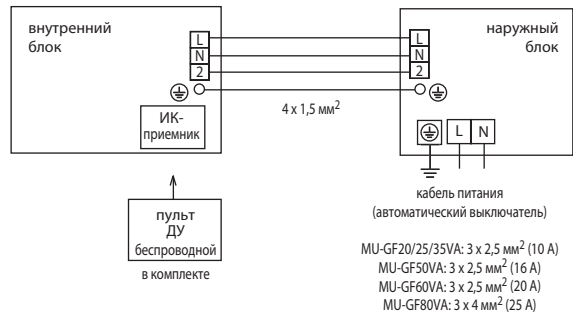 внутренний
блок
L
N
2
ИК-
приемник
4 x 1,5 мм²
наружный
блок
L
N
2
L N
пульт
ДУ
беспроводной
в комплекте
кабель питания
(автоматический выключатель)
MU-GF20/25/35VA: 3 x 2,5 мм² (10 А)
MU-GF50VA: 3 x 2,5 мм² (16 А)
MU-GF60VA: 3 x 2,5 мм² (20 А)
MU-GF80VA: 3 x 4 мм² (25 А)